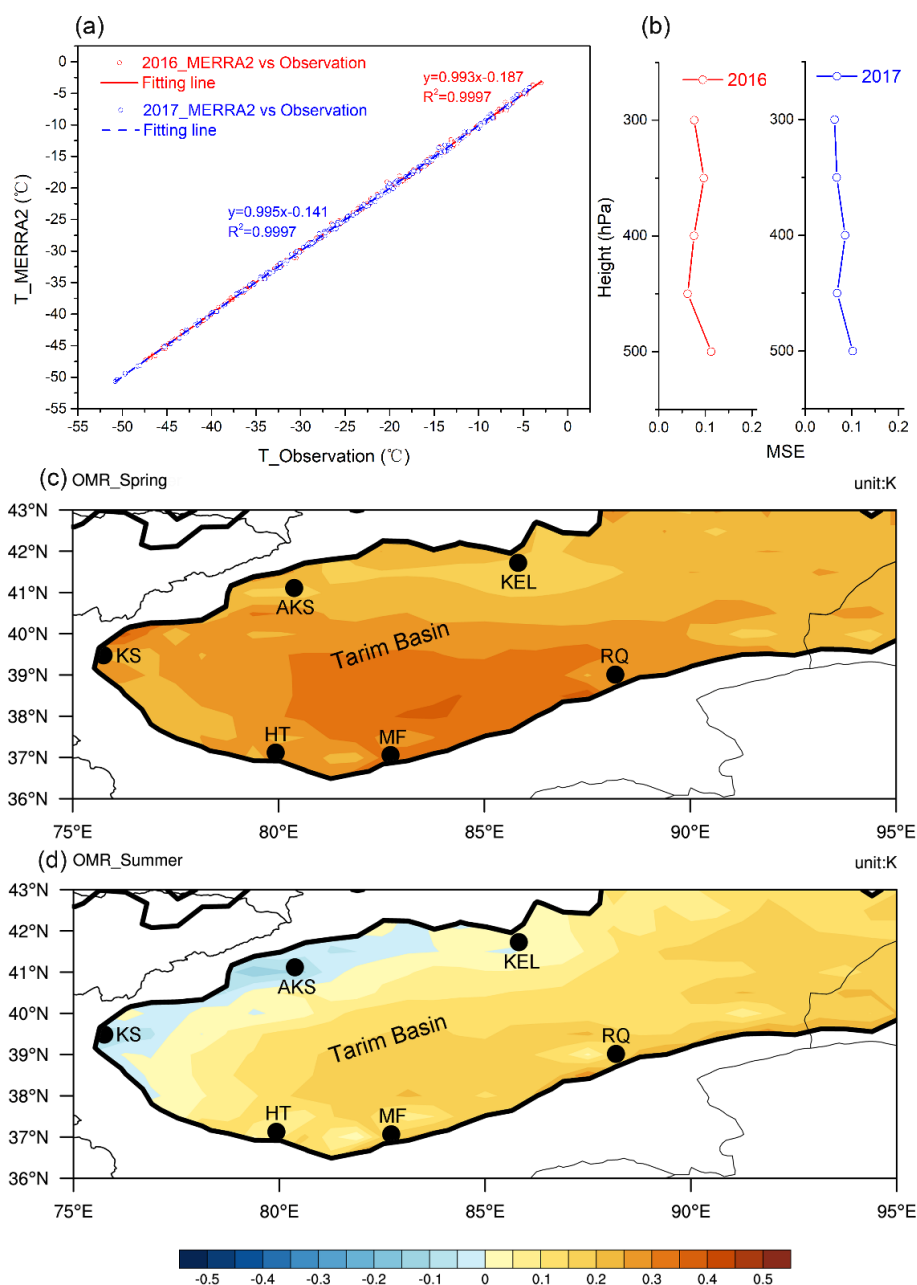 (a)
2016_MERRA2 vs Observation
Fitting line
2017_MERRA2 vs Observation
Fitting line
y=0.993x-0.187
R²=0.9997
y=0.995x-0.141
R²=0.9997
0
-5
-10
-15
-20
-25
-30
-35
-40
-45
-50
-55
T_MERRA2 (℃)
-55 -50 -45 -40 -35 -30 -25 -20 -15 -10 -5 0
T_Observation (℃)
(b)
2016
2017
300
400
500
Height (hPa)
0.0 0.1 0.2
0.0 0.1 0.2
MSE
(c) OMR_Spring
unit:K
43°N
42°N
41°N
40°N
39°N
38°N
37°N
36°N
KEL
AKS
Tarim Basin
KS
RQ
HT
MF
75°E 80°E 85°E 90°E 95°E
(d) OMR_Summer
unit:K
43°N
42°N
41°N
40°N
39°N
38°N
37°N
36°N
KEL
AKS
KS
Tarim Basin
RQ
HT
MF
75°E 80°E 85°E 90°E 95°E
-0.5 -0.4 -0.3 -0.2 -0.1 0 0.1 0.2 0.3 0.4 0.5